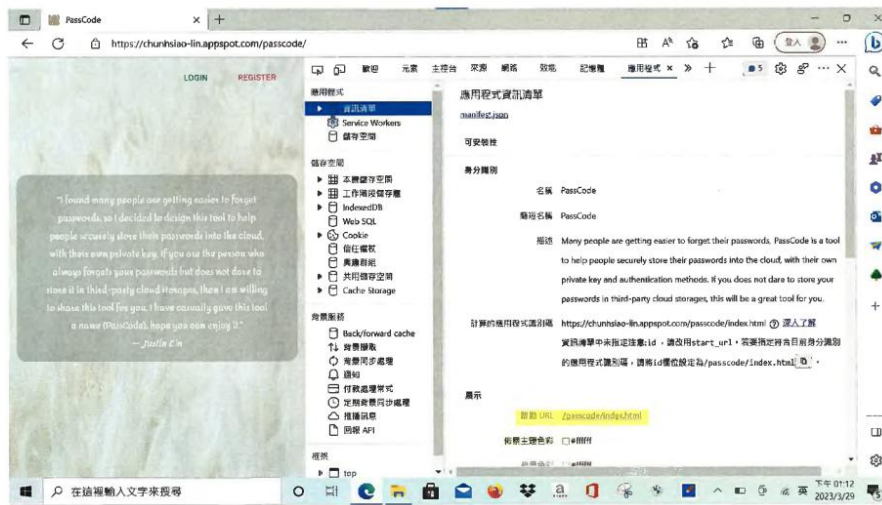 PassCode
https://chunhsiao-lin.appspot.com/passcode/
登入
LOGIN
REGISTER
"I found many people are getting easier to forget
passwords, so I decided to design this tool to help
people securely store their passwords into the cloud,
with their own private key. If you are the person who
always forgets your passwords but does not dare to
store it in third-party cloud storages, then I am willing
to share this tool for you. I have casually gave this tool
a name (PassCode), hope you can enjoy it."
— Justin Lin
歡迎
元素
主控台
來源
網路
效能
記憶體
應用程式
5
應用程式
資訊清單
Service Workers
儲存空間
儲存空間
本機儲存空間
工作階段儲存體
IndexedDB
Web SQL
Cookie
信任權杖
興趣群組
共用儲存空間
Cache Storage
背景服務
Back/forward cache
背景擷取
背景同步處理
通知
付款處理常式
定期背景同步處理
推播訊息
回報 API
框架
top
應用程式資訊清單
manifest.json
可安裝性
身分識別
名稱 PassCode
簡短名稱 PassCode
描述 Many people are getting easier to forget their passwords. PassCode is a tool
to help people securely store their passwords into the cloud, with their own
private key and authentication methods. If you does not dare to store your
passwords in third-party cloud storages, this will be a great tool for you.
計算的應用程式識別碼 https://chunhsiao-lin.appspot.com/passcode/index.html 深入了解
資訊清單中未指定注意:id，請改用start_url。若要指定符合目前身分識別
的應用程式識別碼，請將id欄位設定為/passcode/index.html。
展示
啟動 URL /passcode/index.html
佈景主題色彩 #ffffff
背景色彩 #ffffff
在這裡輸入文字來搜尋
英
下午 01:12
2023/3/29